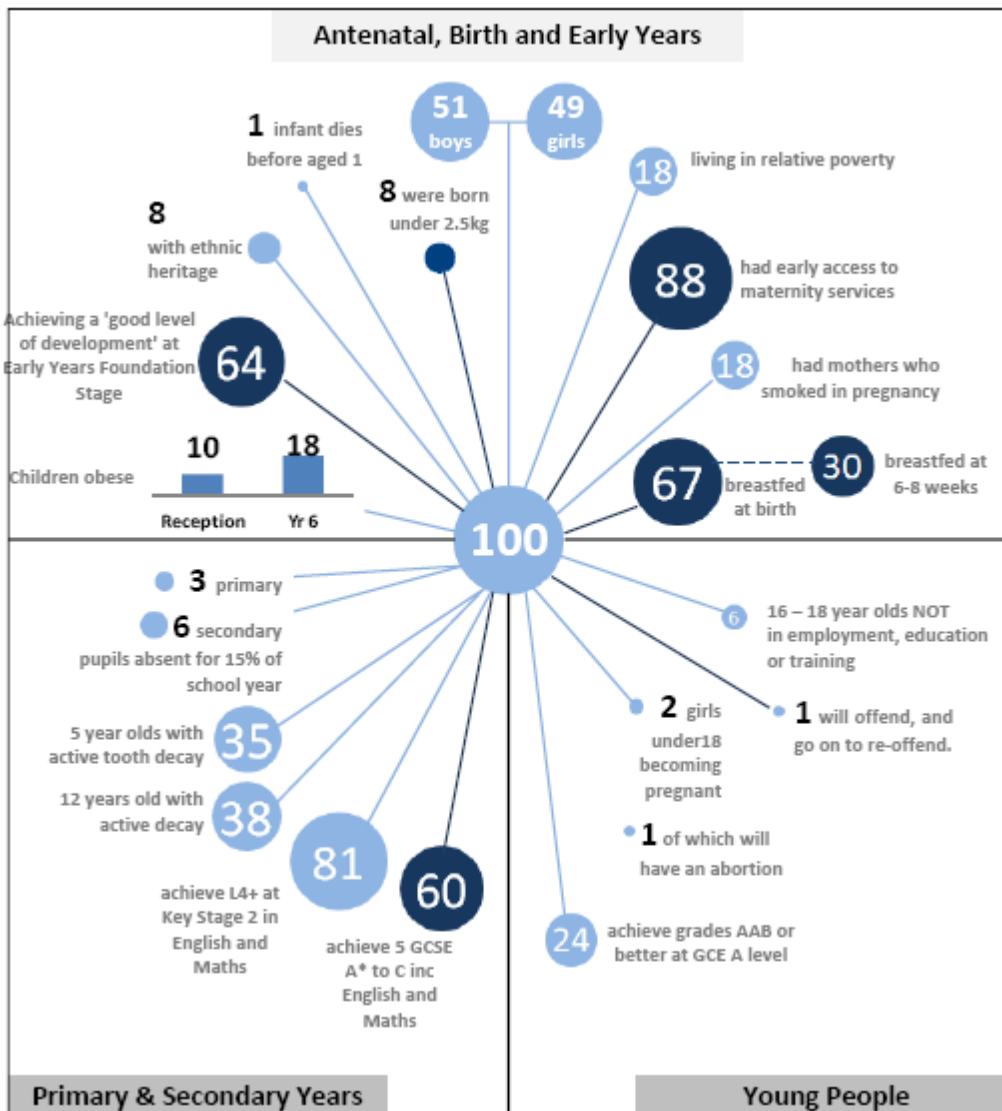 Antenatal, Birth and Early Years
51
boys
49
girls
1 infant dies
before aged 1
8 were born
under 2.5kg
18
living in relative poverty
8
with ethnic
heritage
88
had early access to
maternity services
Achieving a 'good level
of development' at
Early Years Foundation
Stage
64
18
had mothers who
smoked in pregnancy
Children obese
10
18
Reception
Yr 6
67
breastfed
at birth
30
breastfed at
6-8 weeks
100
3 primary
6 secondary
pupils absent for 15% of
school year
5 year olds with
active tooth decay
35
12 years old with
active decay
38
81
achieve L4+ at
Key Stage 2 in
English and
Maths
60
achieve 5 GCSE
A* to C inc
English and
Maths
6
16 – 18 year olds NOT
in employment, education
or training
2 girls
under18
becoming
pregnant
1 will offend, and
go on to re-offend.
1 of which will
have an abortion
24
achieve grades AAB or
better at GCE A level
Primary & Secondary Years
Young People